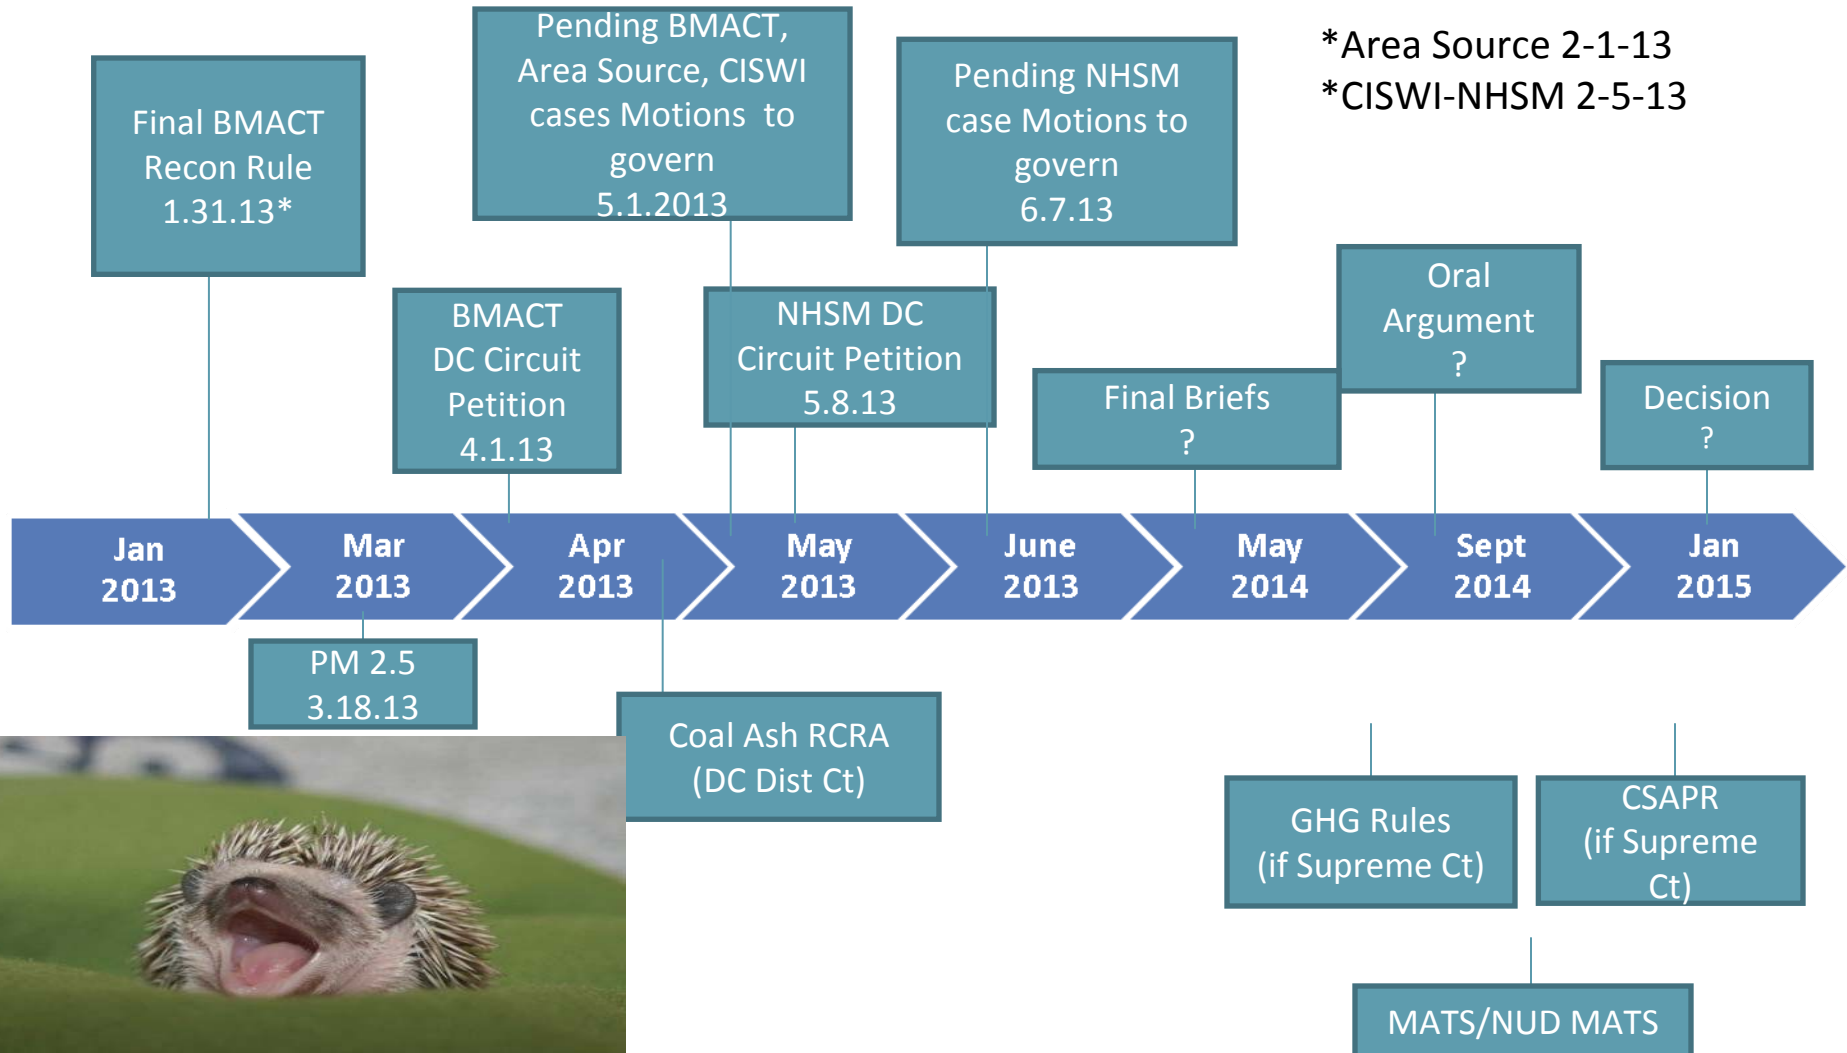 *Area Source 2-1-13
*CISWI-NHSM 2-5-13
Final BMACT
Recon Rule
1.31.13*
Pending BMACT,
Area Source, CISWI
cases Motions  to
govern
5.1.2013
Pending NHSM
case Motions to
govern
6.7.13
BMACT
DC Circuit
Petition
4.1.13
NHSM DC
Circuit Petition
5.8.13
Final Briefs
?
Oral
Argument
?
Decision
?
Jan
2013
Mar
2013
Apr
2013
May
2013
June
2013
May
2014
Sept
2014
Jan
2015
PM 2.5
3.18.13
Coal Ash RCRA
(DC Dist Ct)
GHG Rules
(if Supreme Ct)
CSAPR
(if Supreme
Ct)
MATS/NUD MATS